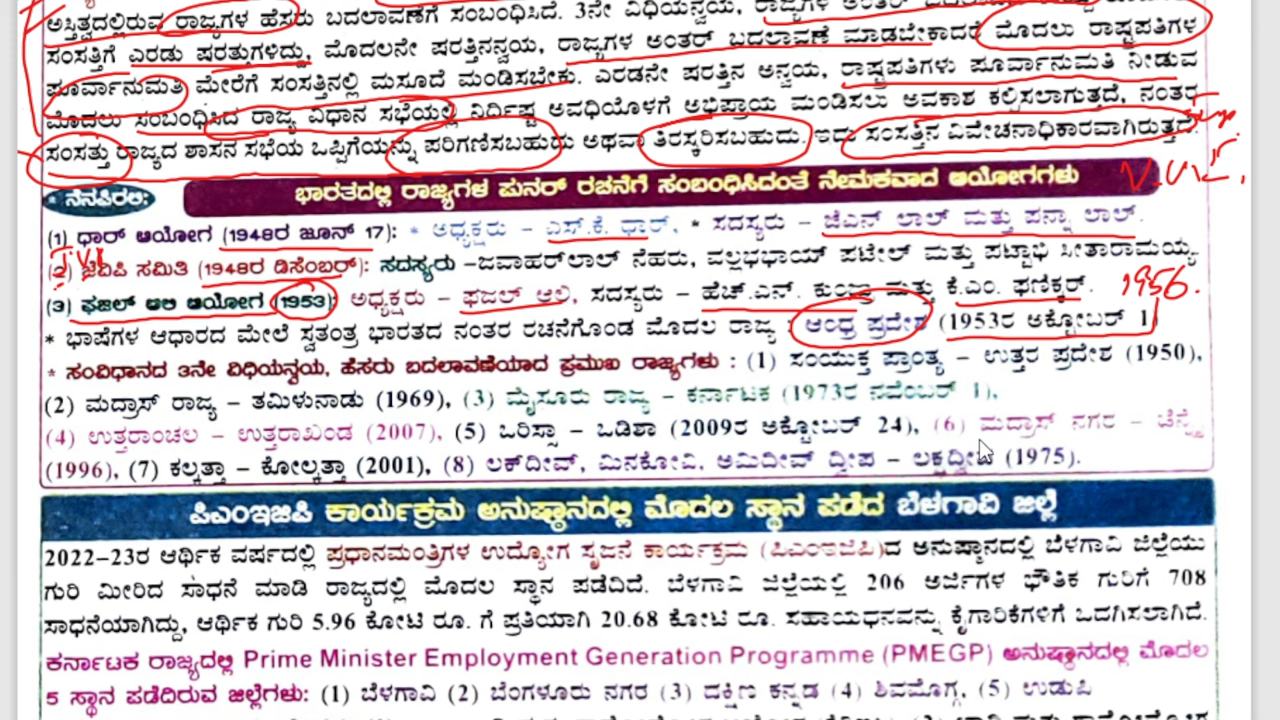 ಅಸ್ತಿತ್ವದಲ್ಲಿರುವ ರಾಜ್ಯಗಳ ಹೆಸರು ಬದಲಾವಣೆಗೆ ಸಂಬಂಧಿಸಿದೆ. 3ನೇ ವಿಧಿಯನ್ವಯ, ರಾಜ್ಯಗಳ
ಸಂಸತ್ತಿಗೆ ಎರಡು ಷರತ್ತುಗಳಿದ್ದು, ಮೊದಲನೇ ಷರತ್ತಿನನ್ವಯ, ರಾಜ್ಯಗಳ ಅಂತರ್ ಬದಲಾವಣೆ ಮಾಡಬೇಕಾದರೆ ಮೊದಲು ರಾಷ್ಟ್ರಪತಿಗಳ
ಪೂರ್ವಾನುಮತಿ ಮೇರೆಗೆ ಸಂಸತ್ತಿನಲ್ಲಿ ಮಸೂದೆ ಮಂಡಿಸಬೇಕು. ಎರಡನೇ ಷರತ್ತಿನ ಅನ್ವಯ, ರಾಷ್ಟ್ರಪತಿಗಳು ಪೂರ್ವಾನುಮತಿ ನೀಡುವ
ಮೊದಲು ಸಂಬಂಧಿಸಿದ ರಾಜ್ಯ ವಿಧಾನ ಸಭೆಯಲ್ಲಿ ನಿರ್ದಿಷ್ಟ ಅವಧಿಯೊಳಗೆ ಅಭಿಪ್ರಾಯ ಮಂಡಿಸಲು ಅವಕಾಶ ಕಲ್ಪಿಸಲಾಗುತ್ತದೆ, ನಂತರ
ಸಂಸತ್ತು ರಾಜ್ಯದ ಶಾಸನ ಸಭೆಯ ಒಪ್ಪಿಗೆಯನ್ನು ಪರಿಗಣಿಸಬಹುದು ಅಥವಾ ತಿರಸ್ಕರಿಸಬಹುದು. ಇದು ಸಂಸತ್ತಿನ ವಿವೇಚನಾಧಿಕಾರವಾಗಿರುತ್ತದೆ.
* ನೆನಪಿರಲಿ: ಭಾರತದಲ್ಲಿ ರಾಜ್ಯಗಳ ಪುನರ್ ರಚನೆಗೆ ಸಂಬಂಧಿಸಿದಂತೆ ನೇಮಕವಾದ ಆಯೋಗಗಳು
(1) ಧಾರ್ ಆಯೋಗ (1948ರ ಜೂನ್ 17): * ಅಧ್ಯಕ್ಷರು – ಎಸ್.ಕೆ. ಧಾರ್, * ಸದಸ್ಯರು – ಜೆಎನ್ ಲಾಲ್ ಮತ್ತು ಪನ್ನಾ ಲಾಲ್.
(2) ಜೆವಿಪಿ ಸಮಿತಿ (1948ರ ಡಿಸೆಂಬರ್): ಸದಸ್ಯರು –ಜವಾಹರ್‌ಲಾಲ್ ನೆಹರು, ವಲ್ಲಭಭಾಯ್ ಪಟೇಲ್ ಮತ್ತು ಪಟ್ಟಾಭಿ ಸೀತಾರಾಮಯ್ಯ
(3) ಫಜಲ್ ಅಲಿ ಆಯೋಗ (1953): ಅಧ್ಯಕ್ಷರು – ಫಜಲ್ ಅಲಿ, ಸದಸ್ಯರು – ಹೆಚ್.ಎನ್. ಕುಂಜ್ರಾ ಮತ್ತು ಕೆ.ಎಂ. ಫಣಿಕ್ಕರ್. 1956.
* ಭಾಷೆಗಳ ಆಧಾರದ ಮೇಲೆ ಸ್ವತಂತ್ರ ಭಾರತದ ನಂತರ ರಚನೆಗೊಂಡ ಮೊದಲ ರಾಜ್ಯ : ಆಂಧ್ರ ಪ್ರದೇಶ (1953ರ ಅಕ್ಟೋಬರ್ 1)
* ಸಂವಿಧಾನದ 3ನೇ ವಿಧಿಯನ್ವಯ, ಹೆಸರು ಬದಲಾವಣೆಯಾದ ಪ್ರಮುಖ ರಾಜ್ಯಗಳು : (1) ಸಂಯುಕ್ತ ಪ್ರಾಂತ್ಯ – ಉತ್ತರ ಪ್ರದೇಶ (1950),
(2) ಮದ್ರಾಸ್ ರಾಜ್ಯ – ತಮಿಳುನಾಡು (1969), (3) ಮೈಸೂರು ರಾಜ್ಯ – ಕರ್ನಾಟಕ (1973ರ ನವೆಂಬರ್ 1),
(4) ಉತ್ತರಾಂಚಲ – ಉತ್ತರಾಖಂಡ (2007), (5) ಒರಿಸ್ಸಾ – ಒಡಿಶಾ (2009ರ ಅಕ್ಟೋಬರ್ 24), (6) ಮದ್ರಾಸ್ ನಗರ – ಚೆನ್ನೈ
(1996), (7) ಕಲ್ಕತ್ತಾ – ಕೋಲ್ಕತ್ತಾ (2001), (8) ಲಕ್‌ದೀವ್, ಮಿನಕೋವಿ, ಅಮಿದೀವ್ ದ್ವೀಪ – ಲಕ್ಷದ್ವೀಪ (1975).
ಪಿಎಂಇಜಿಪಿ ಕಾರ್ಯಕ್ರಮ ಅನುಷ್ಠಾನದಲ್ಲಿ ಮೊದಲ ಸ್ಥಾನ ಪಡೆದ ಬೆಳಗಾವಿ ಜಿಲ್ಲೆ
2022–23ರ ಆರ್ಥಿಕ ವರ್ಷದಲ್ಲಿ ಪ್ರಧಾನಮಂತ್ರಿಗಳ ಉದ್ಯೋಗ ಸೃಜನೆ ಕಾರ್ಯಕ್ರಮ (ಪಿಎಂಇಜಿಪಿ)ದ ಅನುಷ್ಠಾನದಲ್ಲಿ ಬೆಳಗಾವಿ ಜಿಲ್ಲೆಯು
ಗುರಿ ಮೀರಿದ ಸಾಧನೆ ಮಾಡಿ ರಾಜ್ಯದಲ್ಲಿ ಮೊದಲ ಸ್ಥಾನ ಪಡೆದಿದೆ. ಬೆಳಗಾವಿ ಜಿಲ್ಲೆಯಲ್ಲಿ 206 ಅರ್ಜಿಗಳ ಭೌತಿಕ ಗುರಿಗೆ 708
ಸಾಧನೆಯಾಗಿದ್ದು, ಆರ್ಥಿಕ ಗುರಿ 5.96 ಕೋಟಿ ರೂ. ಗೆ ಪ್ರತಿಯಾಗಿ 20.68 ಕೋಟಿ ರೂ. ಸಹಾಯಧನವನ್ನು ಕೈಗಾರಿಕೆಗಳಿಗೆ ಒದಗಿಸಲಾಗಿದೆ.
ಕರ್ನಾಟಕ ರಾಜ್ಯದಲ್ಲಿ Prime Minister Employment Generation Programme (PMEGP) ಅನುಷ್ಠಾನದಲ್ಲಿ ಮೊದಲ
5 ಸ್ಥಾನ ಪಡೆದಿರುವ ಜಿಲ್ಲೆಗಳು: (1) ಬೆಳಗಾವಿ (2) ಬೆಂಗಳೂರು ನಗರ (3) ದಕ್ಷಿಣ ಕನ್ನಡ (4) ಶಿವಮೊಗ್ಗ, (5) ಉಡುಪಿ